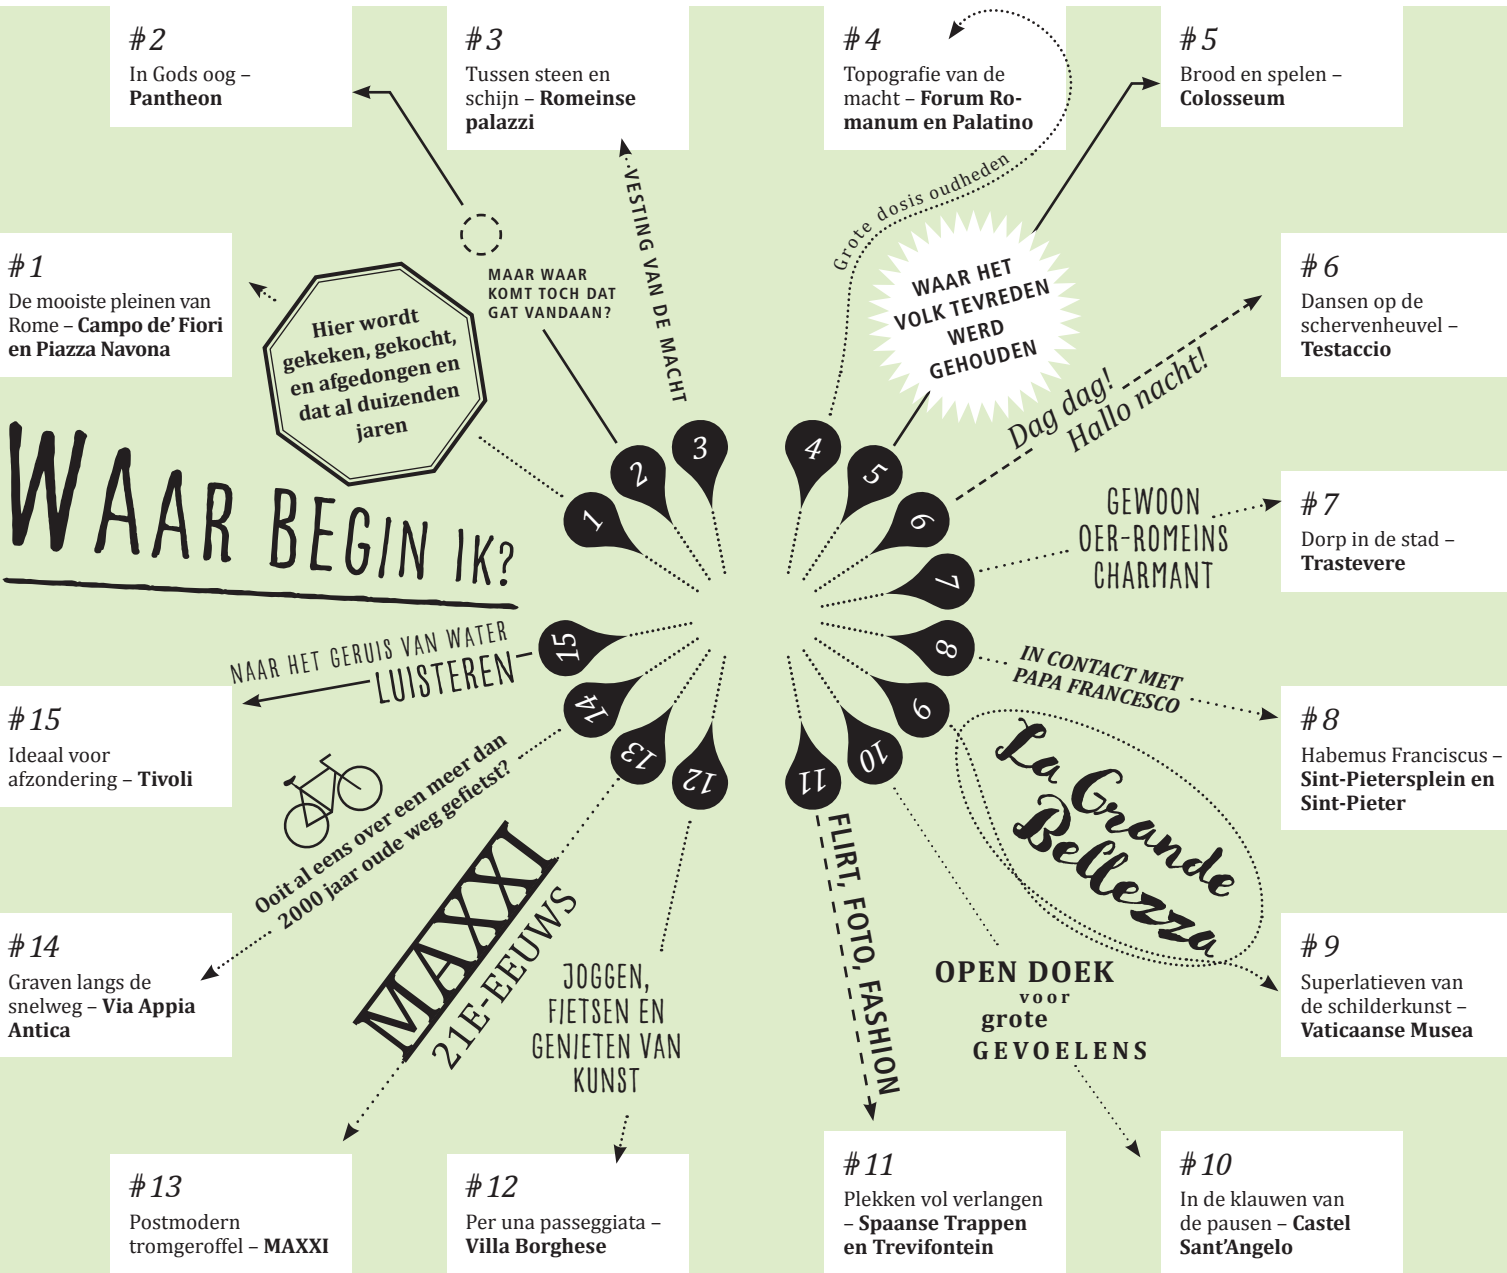 #2
In Gods oog –
Pantheon
#3
Tussen steen en
schijn – Romeinse
palazzi
#4
Topografie van de
macht – Forum Ro-
manum en Palatino
#5
Brood en spelen –
Colosseum
#1
De mooiste pleinen van
Rome – Campo de' Fiori
en Piazza Navona
Hier wordt
gekeken, gekocht,
en afgedongen en
dat al duizenden
jaren
MAAR WAAR
KOMT TOCH DAT
GAT VANDAAN?
VESTING VAN DE MACHT
Grote dosis oudheden
WAAR HET
VOLK TEVREDEN
WERD
GEHOUDEN
Dag dag!
Hallo nacht!
#6
Dansen op de
schervenheuvel –
Testaccio
WAAR BEGIN IK?
1
2
3
4
5
6
7
8
9
10
11
12
13
14
15
GEWOON
OER-ROMEINS
CHARMANT
#7
Dorp in de stad –
Trastevere
NAAR HET GERUIS VAN WATER
LUISTEREN
IN CONTACT MET
PAPA FRANCESCO
#15
Ideaal voor
afzondering – Tivoli
#8
Habemus Franciscus –
Sint-Pietersplein en
Sint-Pieter
Ooit al eens over een meer dan
2000 jaar oude weg gefietst?
La Grande
Bellezza
MAXXI
21E-EEUWS
FLIRT, FOTO, FASHION
#14
Graven langs de
snelweg – Via Appia
Antica
JOGGEN,
FIETSEN EN
GENIETEN VAN
KUNST
OPEN DOEK
voor
grote
GEVOELENS
#9
Superlatieven van
de schilderkunst –
Vaticaanse Musea
#13
Postmodern
tromgeroffel – MAXXI
#12
Per una passeggiata –
Villa Borghese
#11
Plekken vol verlangen
– Spaanse Trappen
en Trevifontein
#10
In de klauwen van
de pausen – Castel
Sant'Angelo